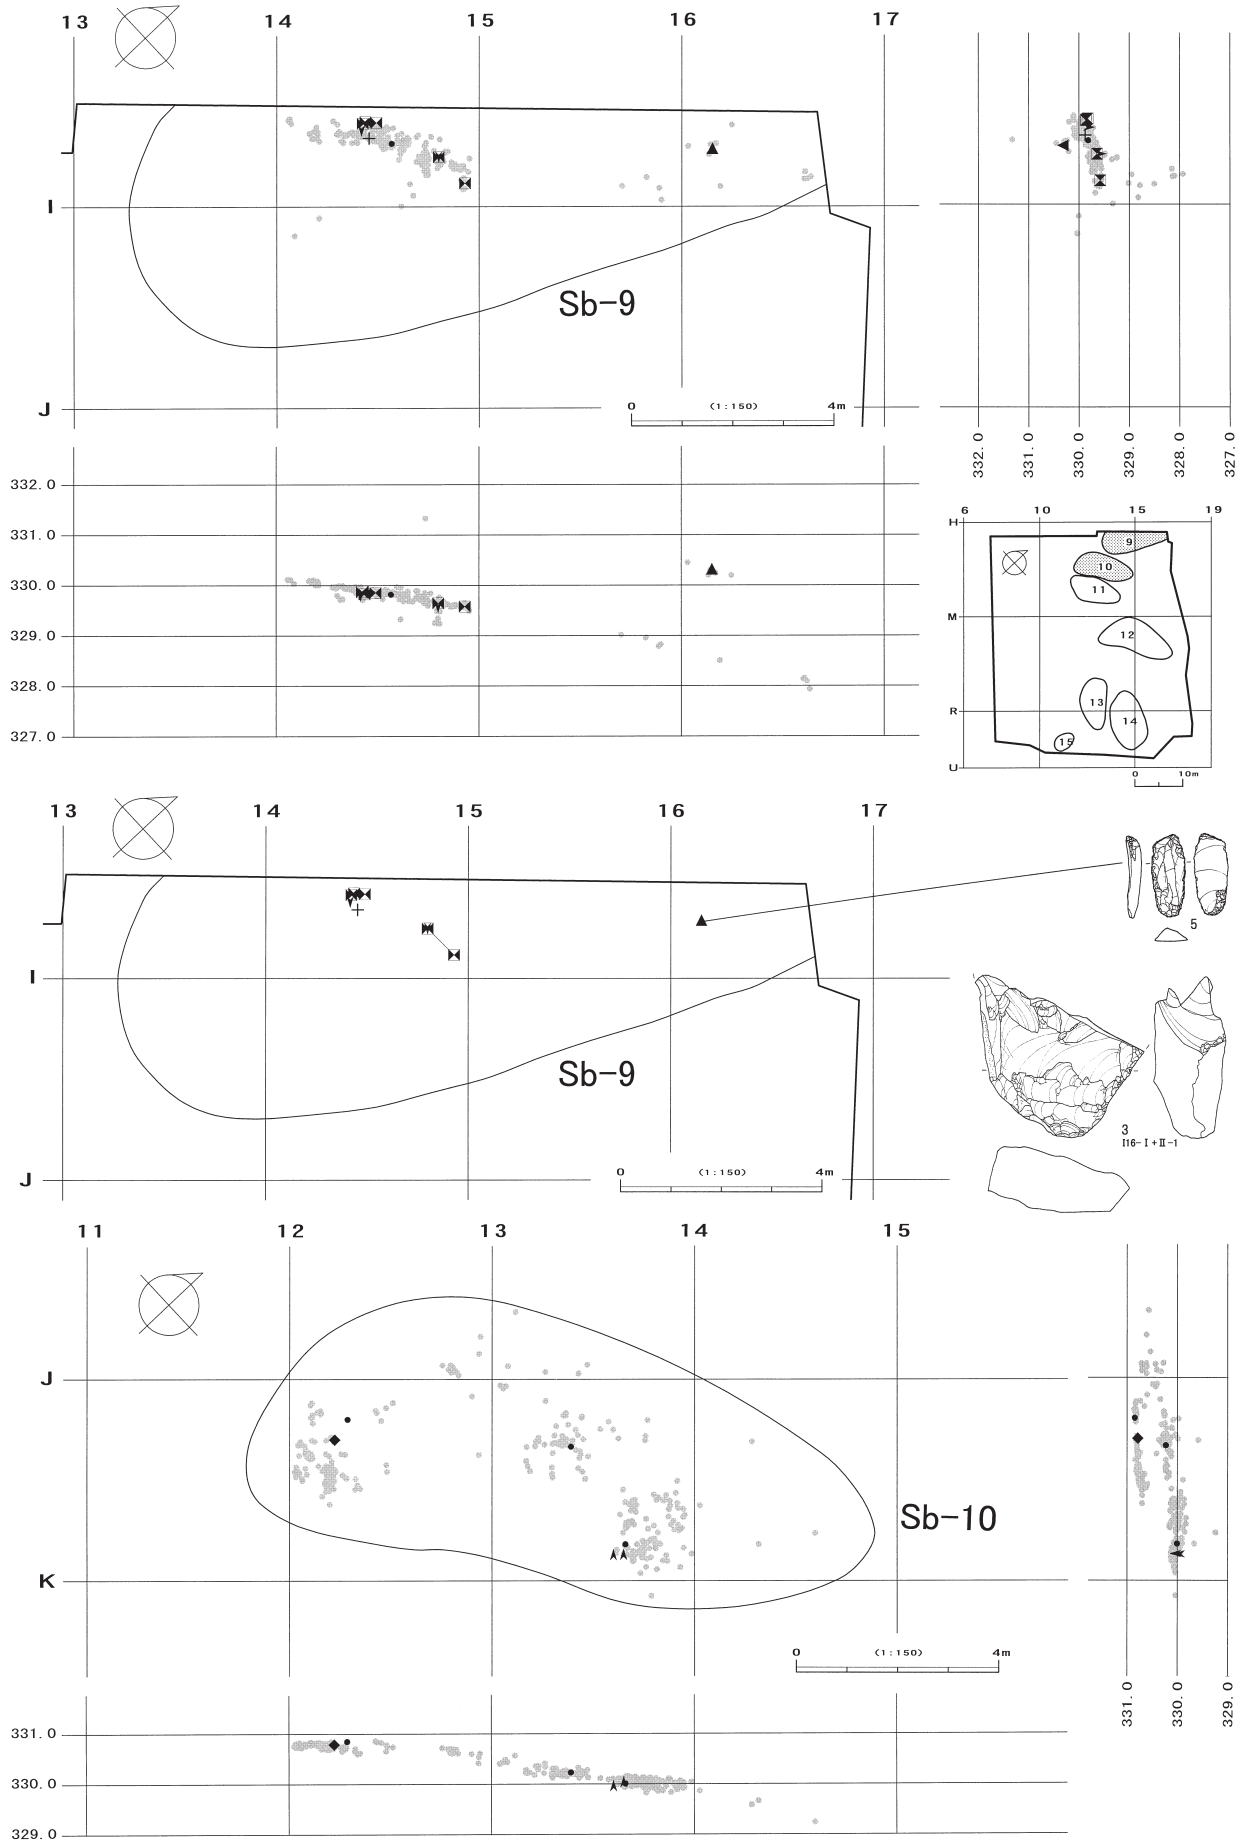 13 14 15 16 17
I
Sb-9
J
0 (1:150) 4m
332.0 331.0 330.0 329.0 328.0 327.0
332.0
331.0
330.0
329.0
328.0
327.0
6 10 15 19
H
9
10
11
M
12
13
R
14
15
U
0 10m
13 14 15 16 17
5
I
Sb-9
3
I16-Ⅰ+Ⅱ-1
J
0 (1:150) 4m
11 12 13 14 15
J
Sb-10
K
0 (1:150) 4m
331.0 330.0 329.0
331.0
330.0
329.0